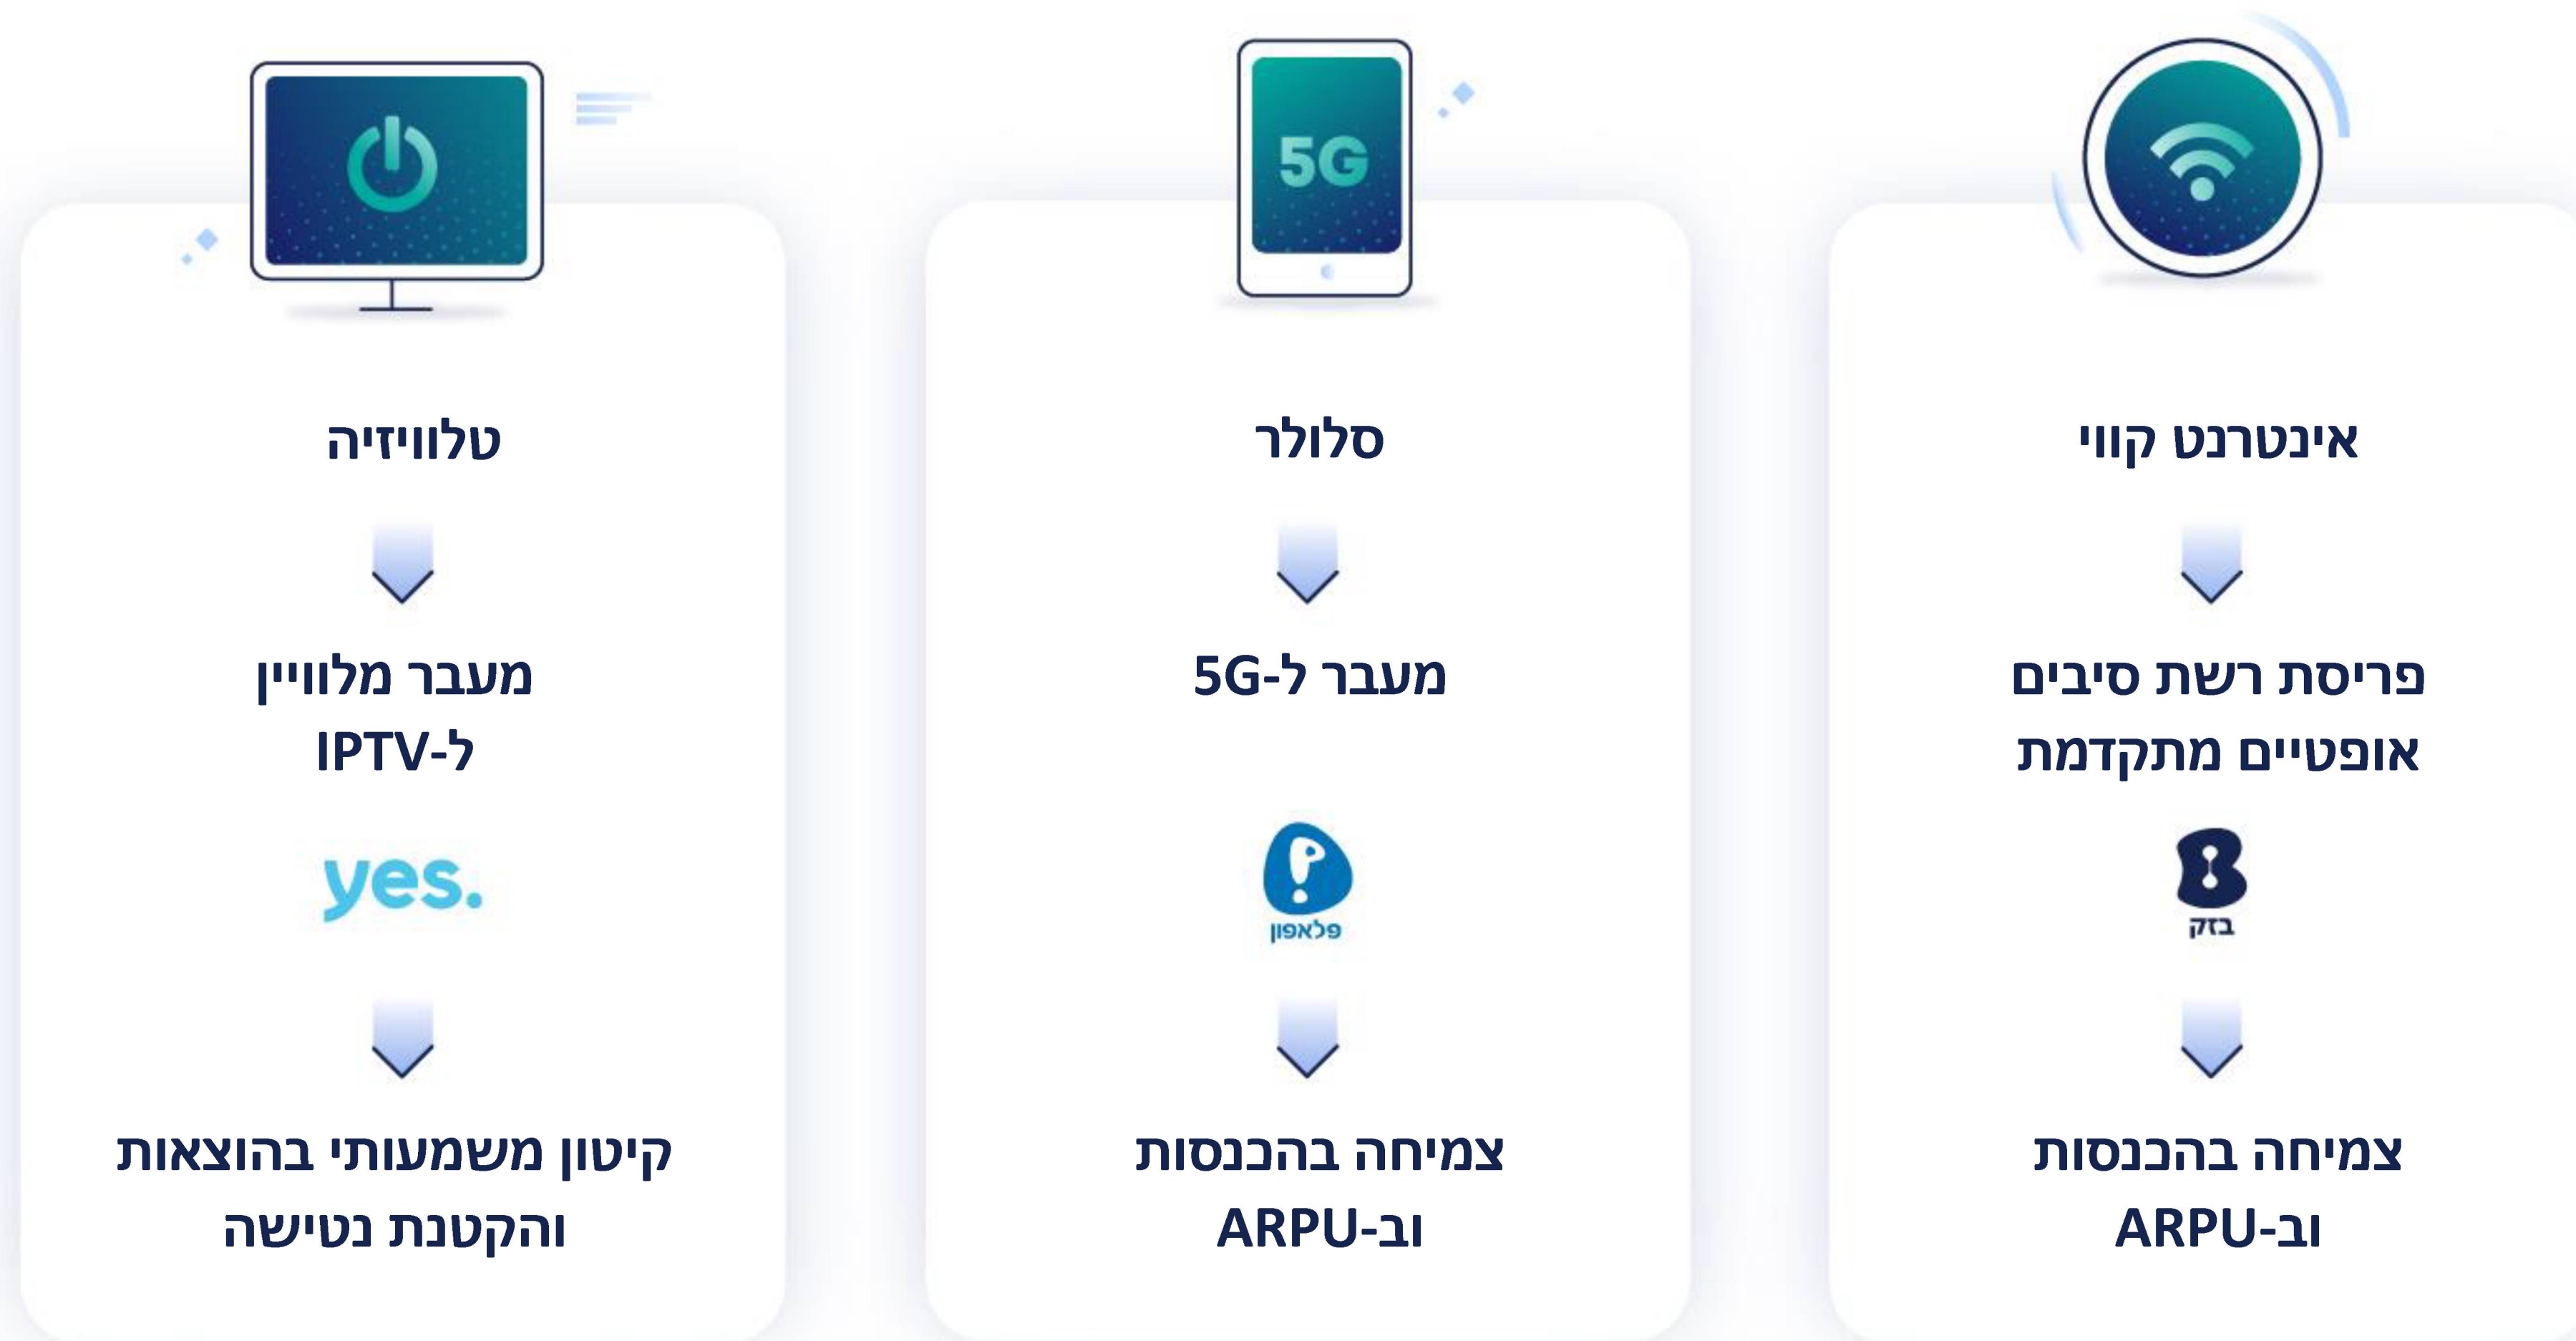 אינטרנט קווי
פריסת רשת סיבים
אופטיים מתקדמת
בזק
צמיחה בהכנסות
וב-ARPU
5G
סלולר
מעבר ל-5G
פלאפון
צמיחה בהכנסות
וב-ARPU
טלוויזיה
מעבר מלוויין
ל-IPTV
yes.
קיטון משמעותי בהוצאות
והקטנת נטישה